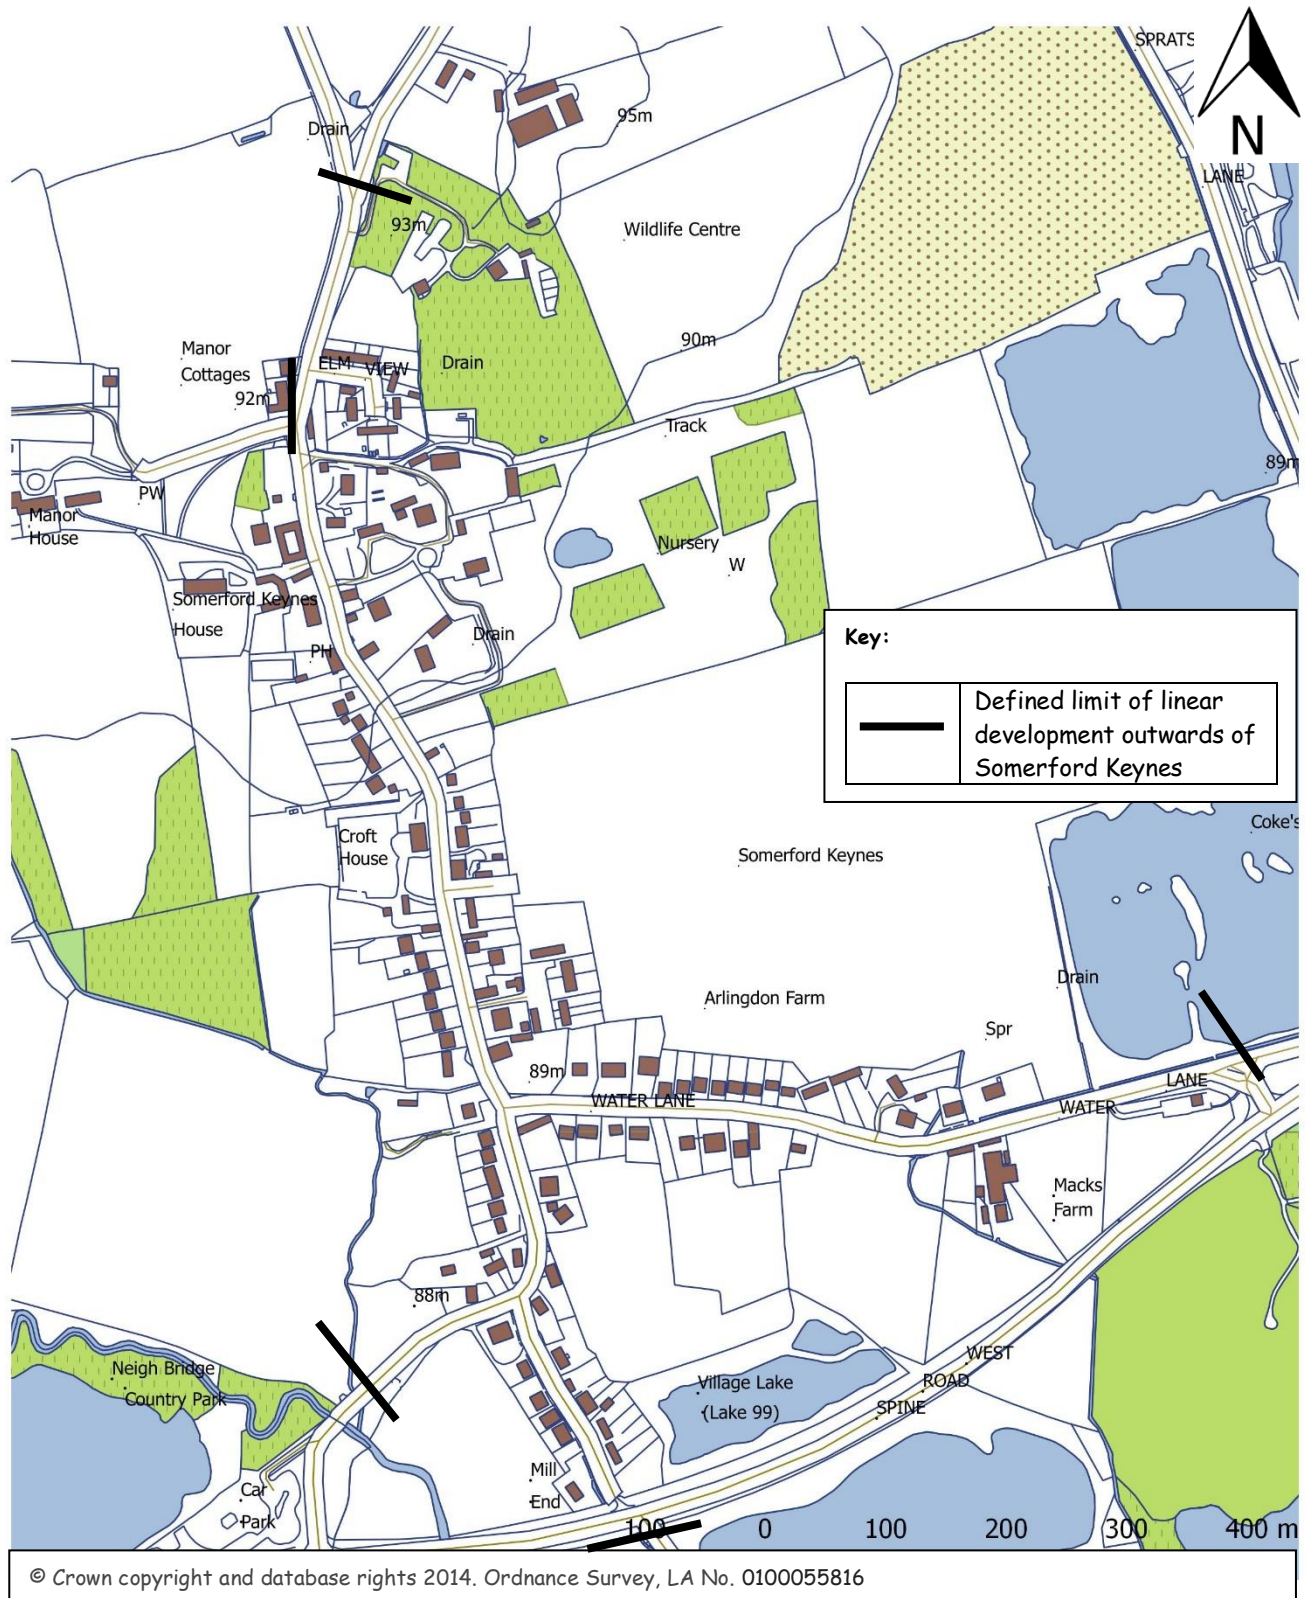 SPRATS
N
LANE
Drain
95m
93m
Wildlife Centre
Manor
Cottages
92m
ELM VIEW
Drain
90m
Track
89m
PW
Manor
House
Nursery
W
Somerford Keynes
House
Drain
PH
Key:
Defined limit of linear
development outwards of
Somerford Keynes
Croft
House
Somerford Keynes
Coke's
Drain
Arlingdon Farm
Spr
89m
WATER LANE
LANE
WATER
Macks
Farm
88m
Neigh Bridge
Country Park
Village Lake
(Lake 99)
WEST
ROAD
SPINE
Car
Park
Mill
End
100 0 100 200 300 400 m
© Crown copyright and database rights 2014. Ordnance Survey, LA No. 0100055816